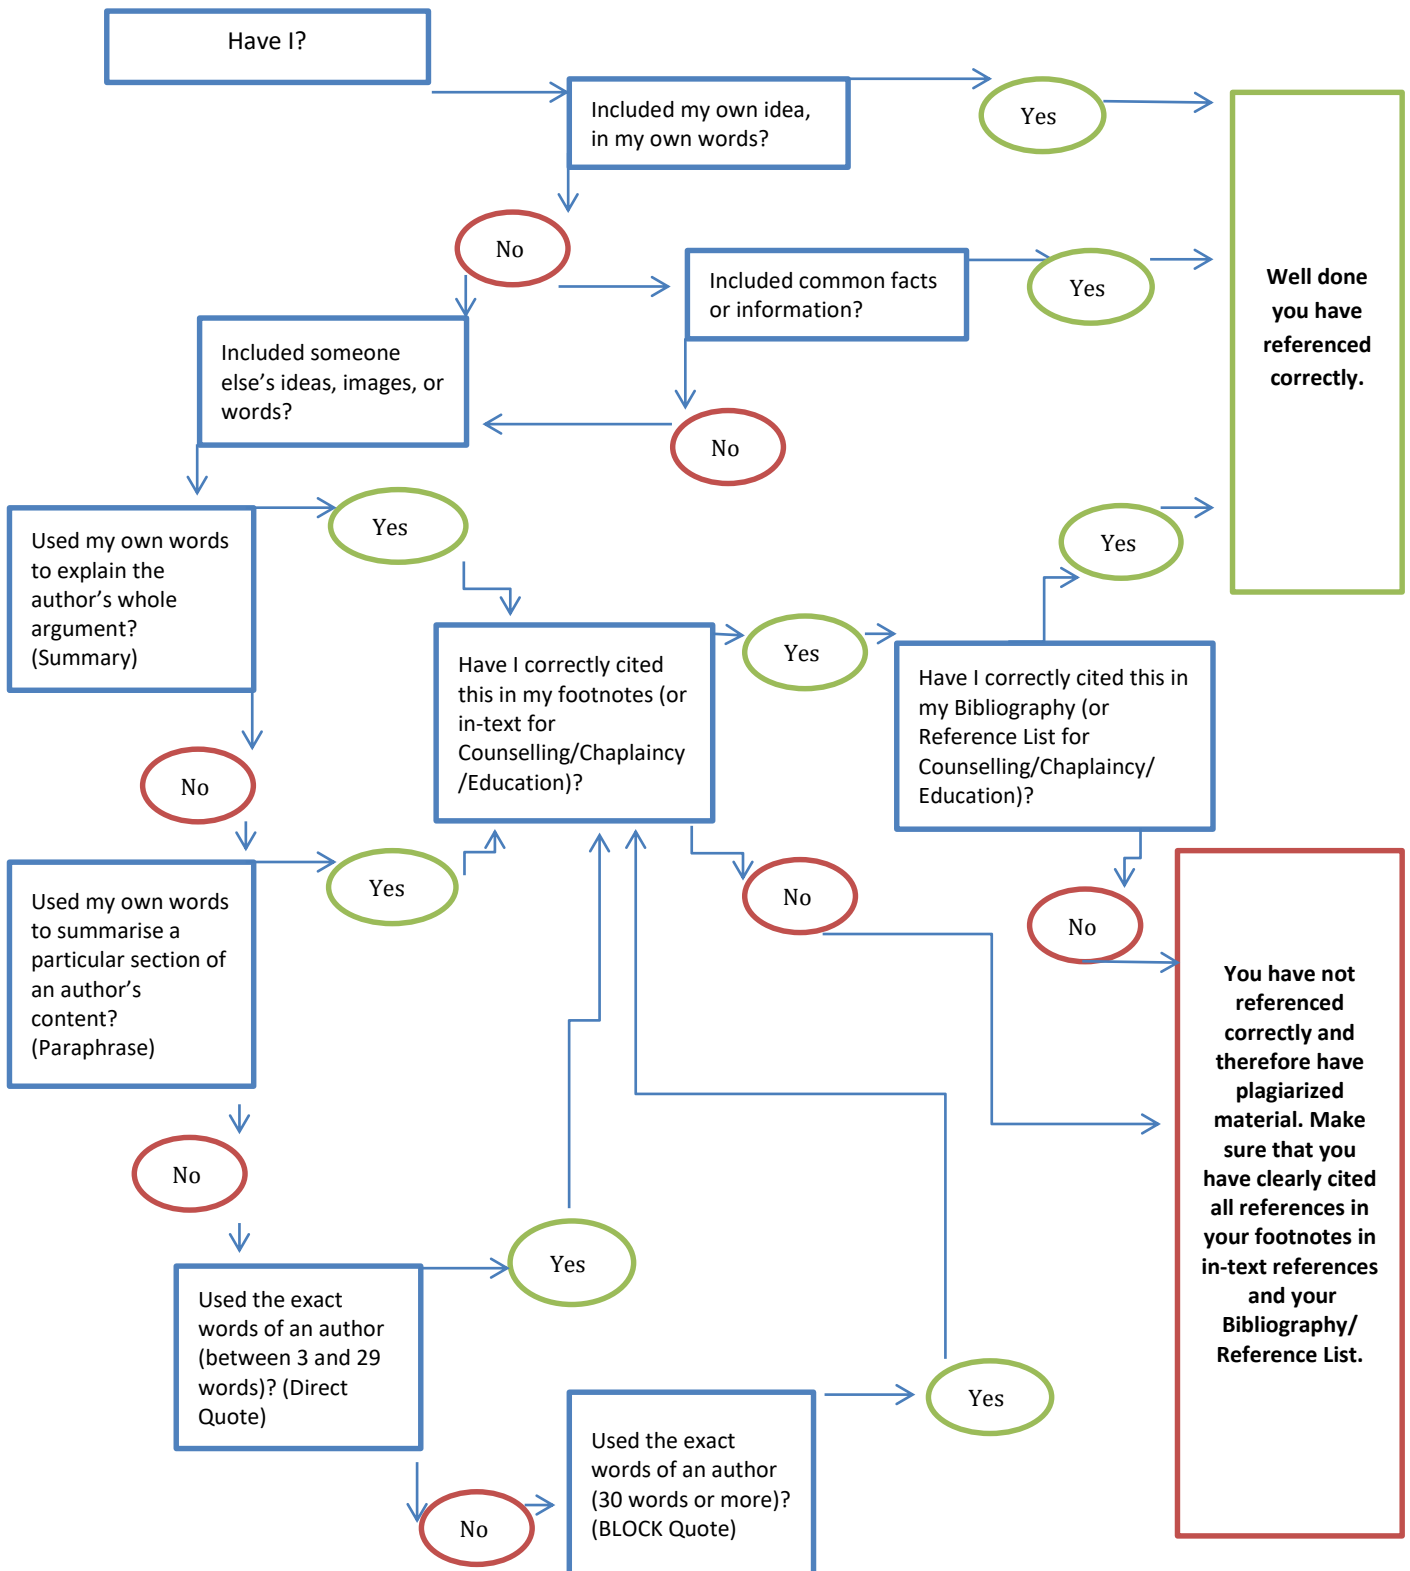 Have I?
Included my own idea,
in my own words?
Yes
No
Included common facts
or information?
Yes
Well done
you have
referenced
correctly.
Included someone
else’s ideas, images, or
words?
No
Used my own words
to explain the
author’s whole
argument?
(Summary)
Yes
Yes
Have I correctly cited
this in my footnotes (or
in-text for
Counselling/Chaplaincy
/Education)?
Yes
Have I correctly cited this in
my Bibliography (or
Reference List for
Counselling/Chaplaincy/
Education)?
No
Used my own words
to summarise a
particular section of
an author’s
content?
(Paraphrase)
Yes
No
No
You have not
referenced
correctly and
therefore have
plagiarized
material. Make
sure that you
have clearly cited
all references in
your footnotes in
in-text references
and your
Bibliography/
Reference List.
No
Used the exact
words of an author
(between 3 and 29
words)? (Direct
Quote)
Yes
No
Used the exact
words of an author
(30 words or more)?
(BLOCK Quote)
Yes